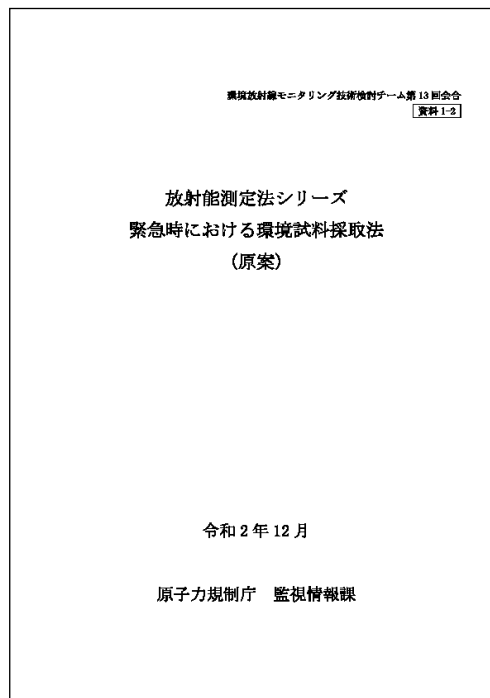 環境放射線モニタリング技術検討チーム第13回会合
資料1-2
放射能測定法シリーズ
緊急時における環境試料採取法
（原案）
令和2年12月
原子力規制庁　監視情報課